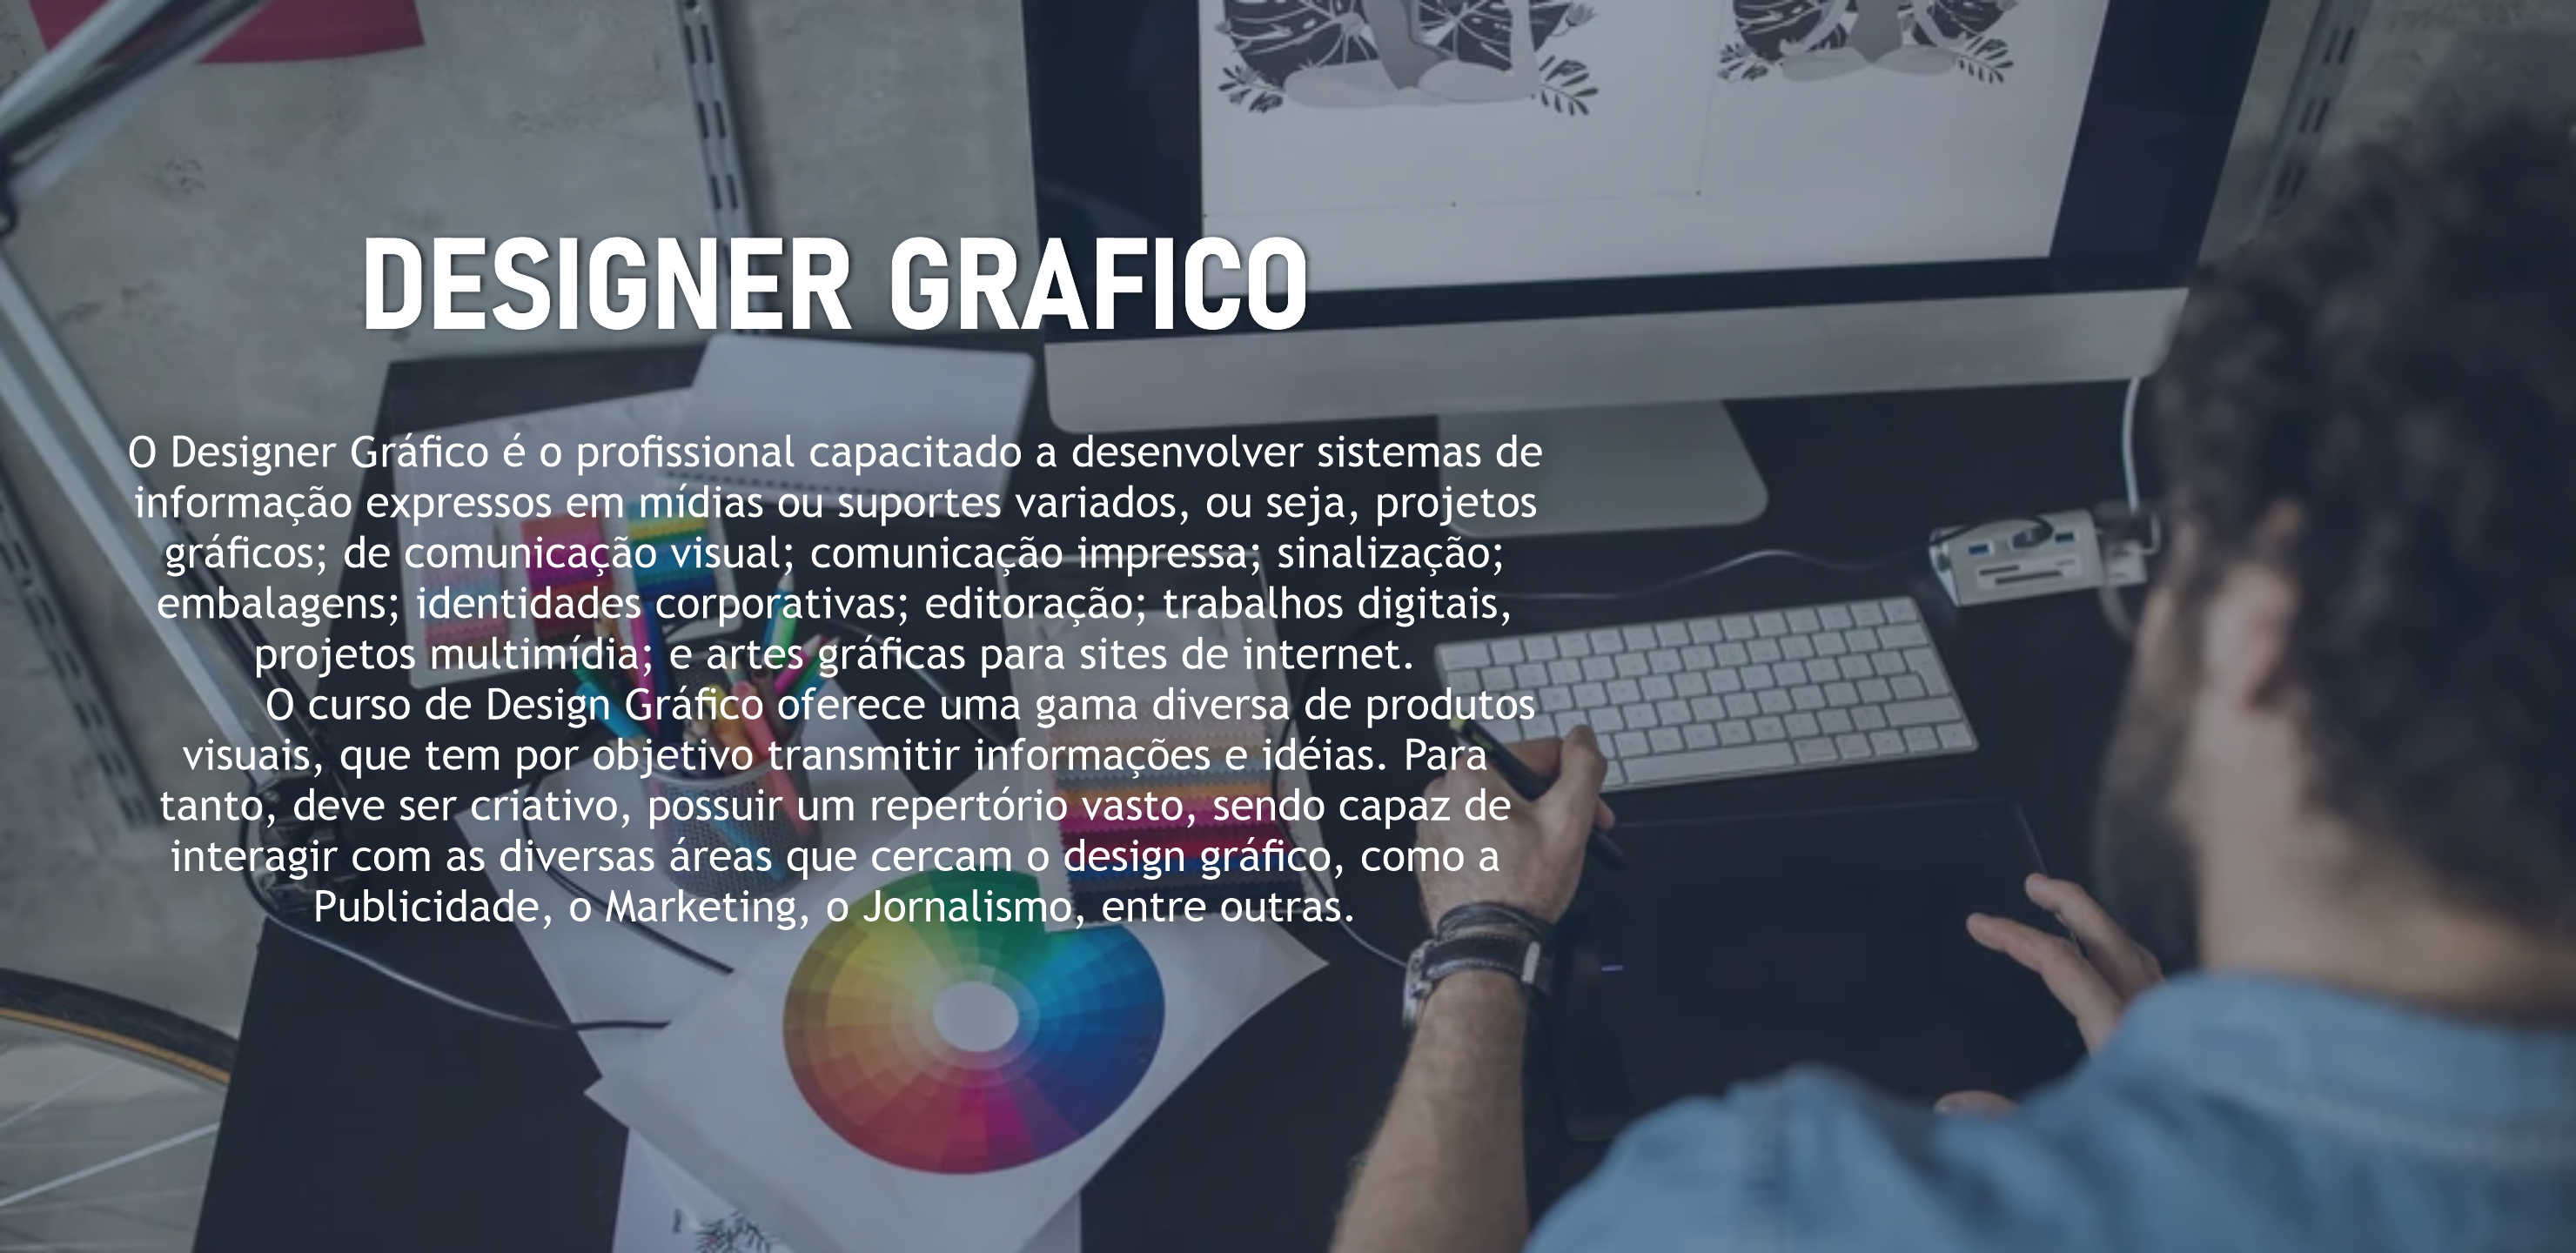 DESIGNER GRAFICO
O Designer Gráfico é o profissional capacitado a desenvolver sistemas de
informação expressos em mídias ou suportes variados, ou seja, projetos
gráficos; de comunicação visual; comunicação impressa; sinalização;
embalagens; identidades corporativas; editoração; trabalhos digitais,
projetos multimídia; e artes gráficas para sites de internet.
O curso de Design Gráfico oferece uma gama diversa de produtos
visuais, que tem por objetivo transmitir informações e idéias. Para
tanto, deve ser criativo, possuir um repertório vasto, sendo capaz de
interagir com as diversas áreas que cercam o design gráfico, como a
Publicidade, o Marketing, o Jornalismo, entre outras.